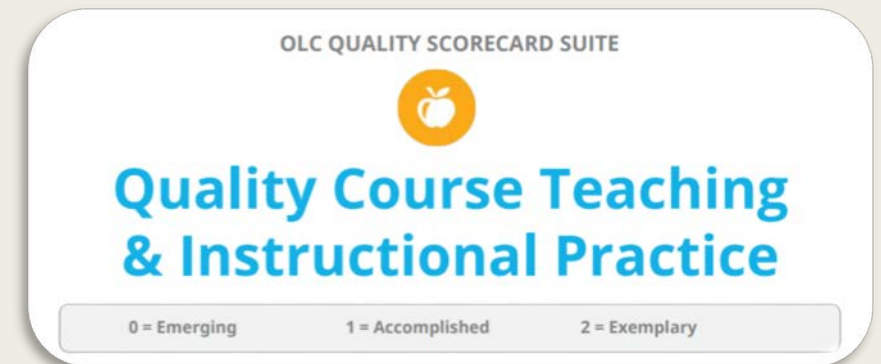 OLC QUALITY SCORECARD SUITE
Quality Course Teaching
& Instructional Practice
0 = Emerging 1 = Accomplished 2 = Exemplary